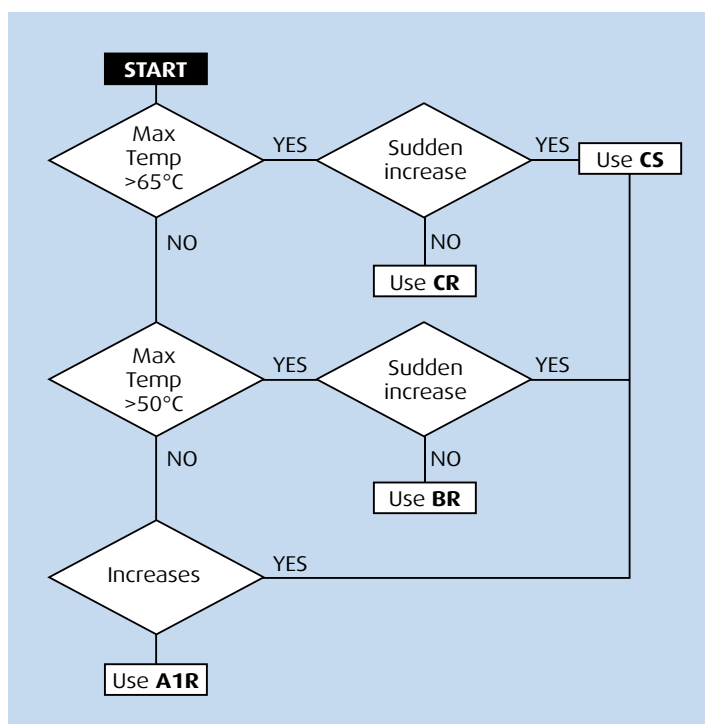 START
Max
Temp
>65°C
YES
Sudden
increase
YES
Use CS
NO
NO
Use CR
Max
Temp
>50°C
YES
Sudden
increase
YES
NO
NO
Use BR
Increases
YES
Use A1R